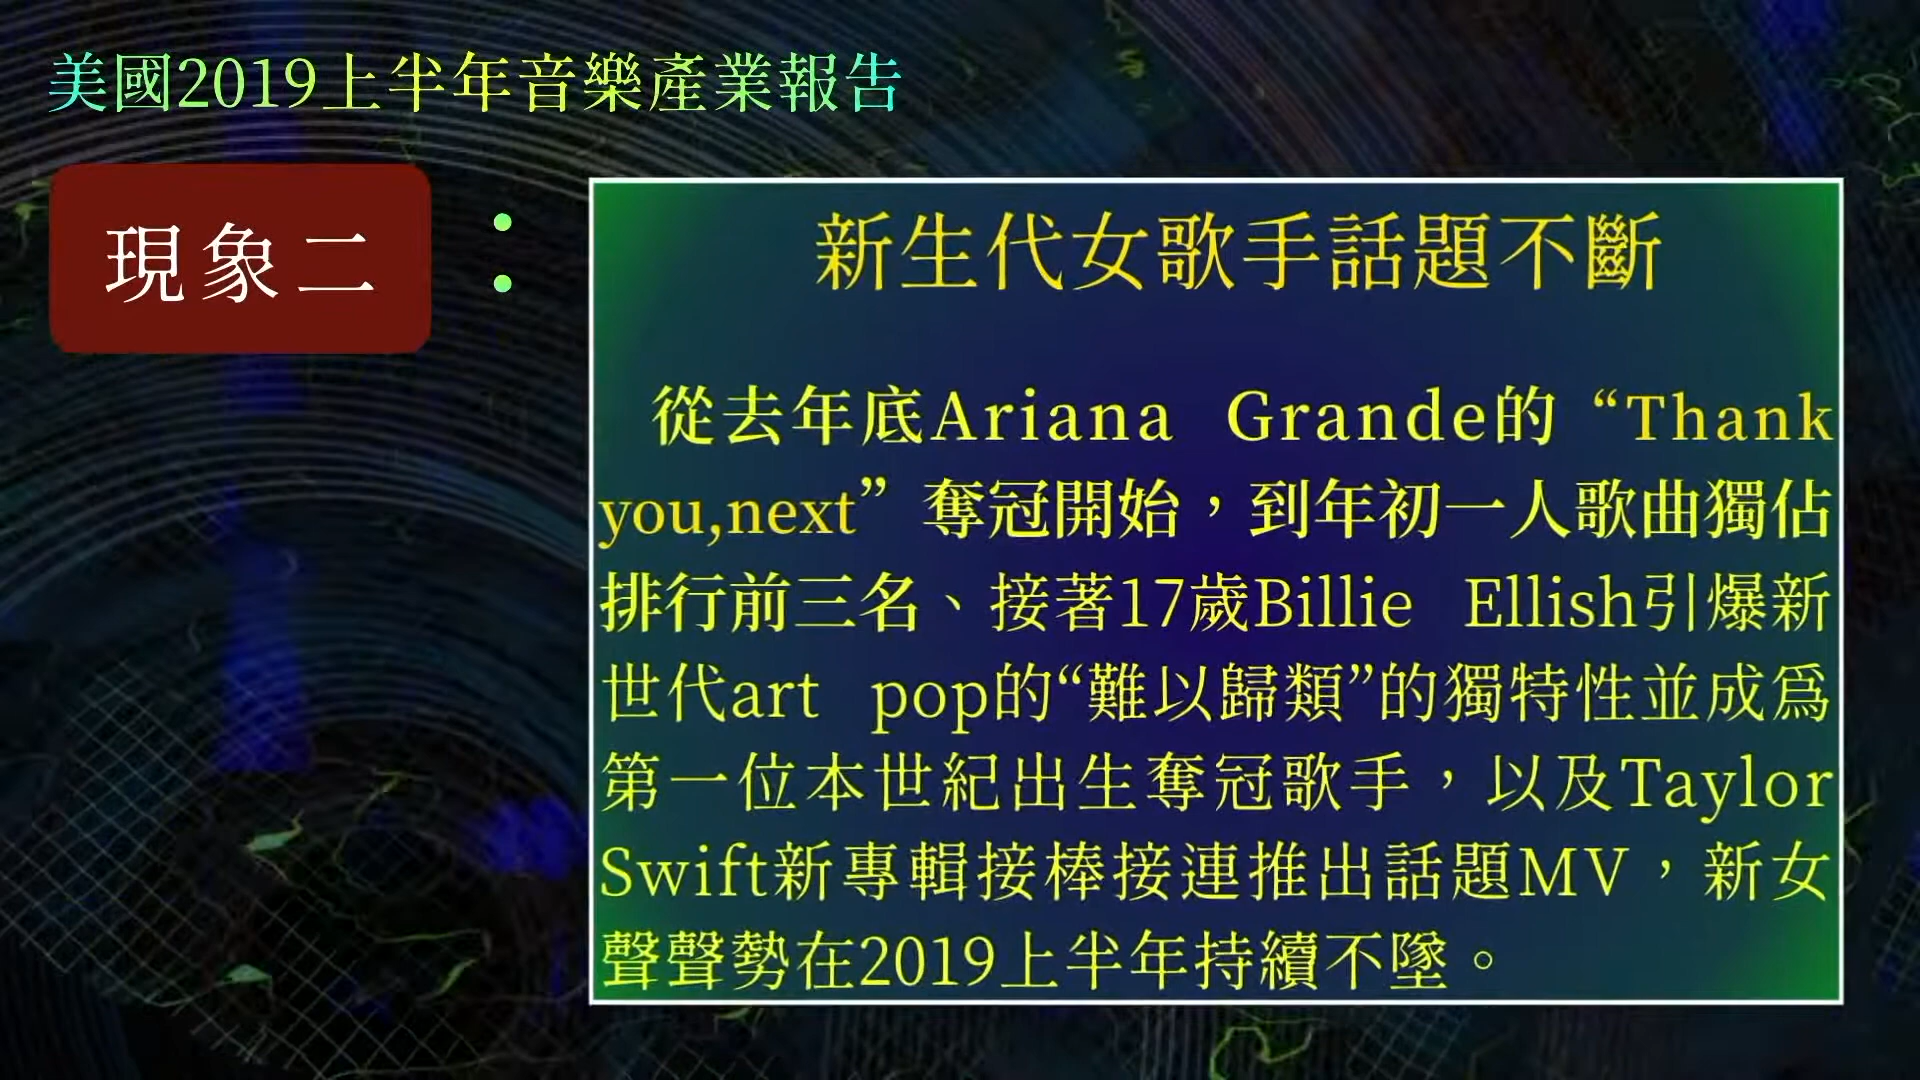 美國2019上半年音樂產業報告
現象二：
新生代女歌手話題不斷
從去年底Ariana Grande的“Thank
you,next”奪冠開始，到年初一人歌曲獨佔
排行前三名、接著17歲Billie Ellish引爆新
世代art pop的“難以歸類”的獨特性並成爲
第一位本世紀出生奪冠歌手，以及Taylor
Swift新專輯接棒接連推出話題MV，新女
聲聲勢在2019上半年持續不墜。